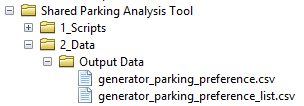 Shared Parking Analysis Tool
1_Scripts
2_Data
Output Data
generator_parking_preference.csv
generator_parking_preference_list.csv